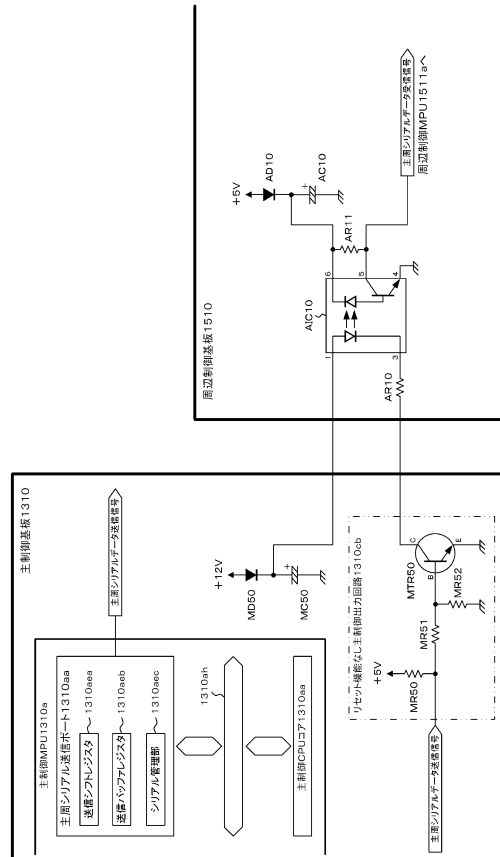 主制御基板1310
主制御MPU1310a
主周シリアル送信ポート1310aa
送信シフトレジスタ
1310aea
送信バッファレジスタ
1310aeb
シリアル管理部
1310aec
主周シリアルデータ送信信号
1310ah
主制御CPUコア1310aa
+12V
MD50
MC50
+
リセット機能なし主制御出力回路1310cb
+5V
MR50
MR51
MR52
MTR50
B
C
E
主周シリアルデータ送信信号
周辺制御基板1510
+5V
AD10
AC10
+
AR11
AIC10
1
3
4
5
6
AR10
主周シリアルデータ受信信号
周辺制御MPU1511aへ